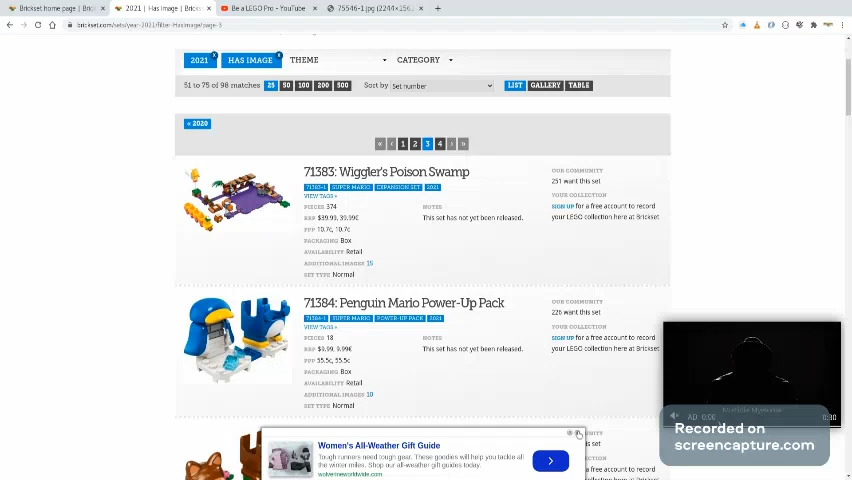 Brickset home page | Bric
2021 | Has image | Brickset
Be a LEGO Pro - YouTube
75546-1.jpg (2244×156
brickset.com/sets/year-2021/filter-HasImage/page-3
2021 x HAS IMAGE x THEME CATEGORY
51 to 75 of 98 matches 25 50 100 200 500 Sort by Set number LIST GALLERY TABLE
« 2020
« ‹ 1 2 3 4 › »
71383: Wiggler's Poison Swamp
71383-1 SUPER MARIO EXPANSION SET 2021
VIEW TAGS »
PIECES 374
RRP $39.99, 39.99€
PPP 10.7c, 10.7c
PACKAGING Box
AVAILABILITY Retail
ADDITIONAL IMAGES 15
SET TYPE Normal
NOTES
This set has not yet been released.
OUR COMMUNITY
251 want this set
YOUR COLLECTION
SIGN UP for a free account to record
your LEGO collection here at Brickset
71384: Penguin Mario Power-Up Pack
71384-1 SUPER MARIO POWER-UP PACK 2021
VIEW TAGS »
PIECES 18
RRP $9.99, 9.99€
PPP 55.5c, 55.5c
PACKAGING Box
AVAILABILITY Retail
ADDITIONAL IMAGES 10
SET TYPE Normal
NOTES
This set has not yet been released.
OUR COMMUNITY
226 want this set
YOUR COLLECTION
SIGN UP for a free account to record
your LEGO collection here at Brickset
Women's All-Weather Gift Guide
Tough runners need tough gear. These goodies will help you tackle all
the winter miles. Shop our all-weather gift guides today.
wolverineworldwide.com
AD 0:00
0:30
Recorded on
screencapture.com